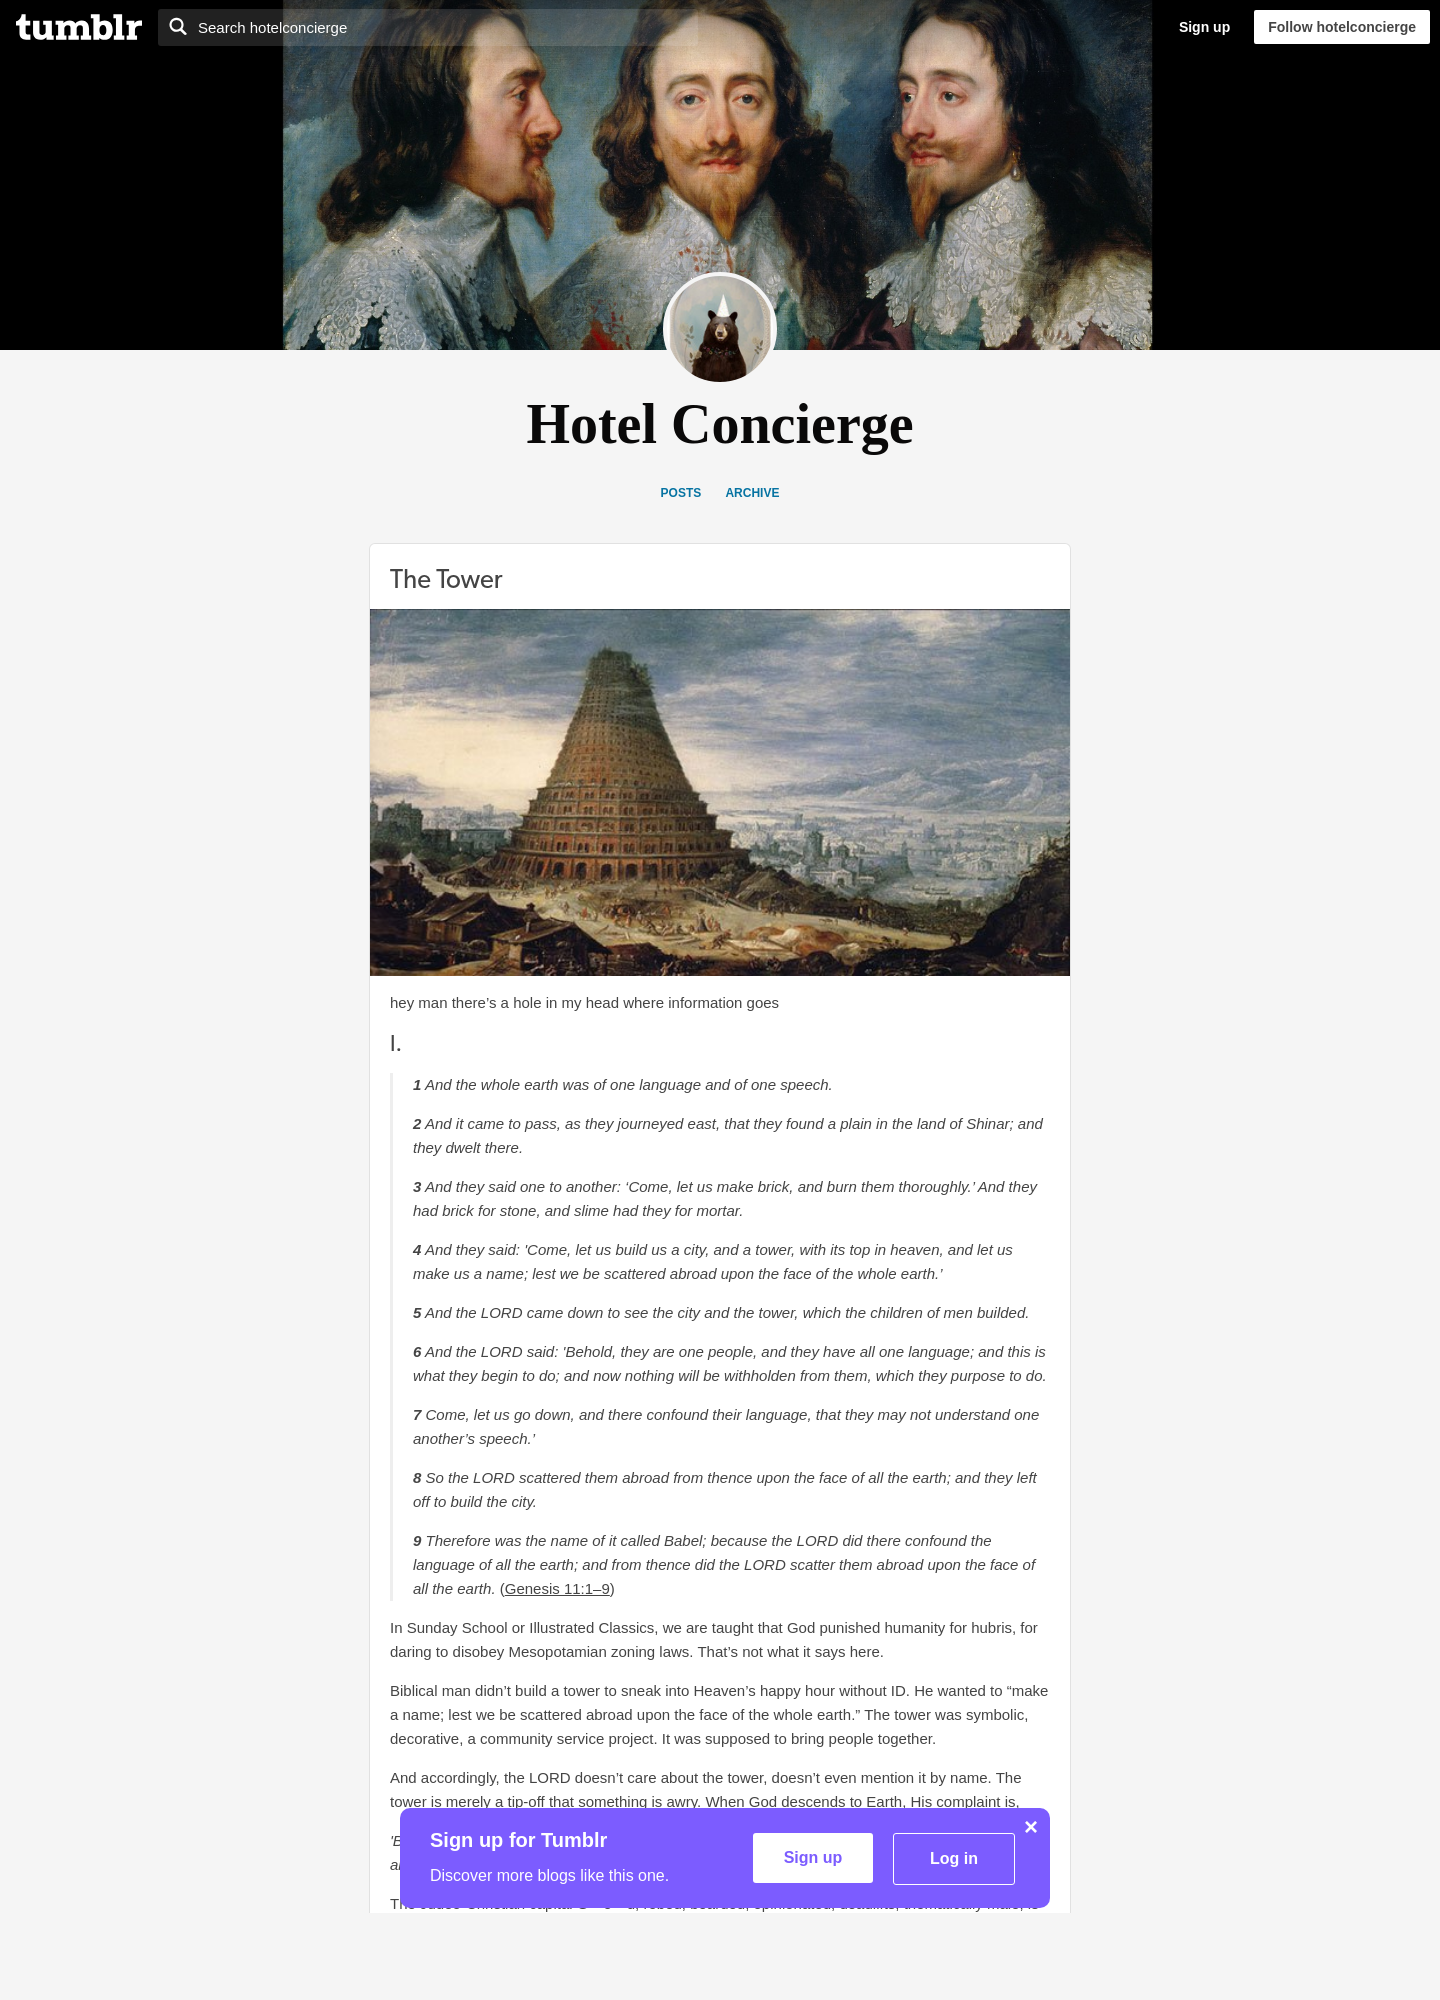 tumblr
Search hotelconcierge
Sign up
Follow hotelconcierge
Hotel Concierge
POSTS ARCHIVE
The Tower
hey man there’s a hole in my head where information goes
I.
1 And the whole earth was of one language and of one speech.
2 And it came to pass, as they journeyed east, that they found a plain in the land of Shinar; and
they dwelt there.
3 And they said one to another: ‘Come, let us make brick, and burn them thoroughly.’ And they
had brick for stone, and slime had they for mortar.
4 And they said: 'Come, let us build us a city, and a tower, with its top in heaven, and let us
make us a name; lest we be scattered abroad upon the face of the whole earth.’
5 And the LORD came down to see the city and the tower, which the children of men builded.
6 And the LORD said: 'Behold, they are one people, and they have all one language; and this is
what they begin to do; and now nothing will be withholden from them, which they purpose to do.
7 Come, let us go down, and there confound their language, that they may not understand one
another’s speech.’
8 So the LORD scattered them abroad from thence upon the face of all the earth; and they left
off to build the city.
9 Therefore was the name of it called Babel; because the LORD did there confound the
language of all the earth; and from thence did the LORD scatter them abroad upon the face of
all the earth. (Genesis 11:1–9)
In Sunday School or Illustrated Classics, we are taught that God punished humanity for hubris, for
daring to disobey Mesopotamian zoning laws. That’s not what it says here.
Biblical man didn’t build a tower to sneak into Heaven’s happy hour without ID. He wanted to “make
a name; lest we be scattered abroad upon the face of the whole earth.” The tower was symbolic,
decorative, a community service project. It was supposed to bring people together.
And accordingly, the LORD doesn’t care about the tower, doesn’t even mention it by name. The
tower is merely a tip-off that something is awry. When God descends to Earth, His complaint is,
Sign up for Tumblr
Discover more blogs like this one.
Sign up
Log in